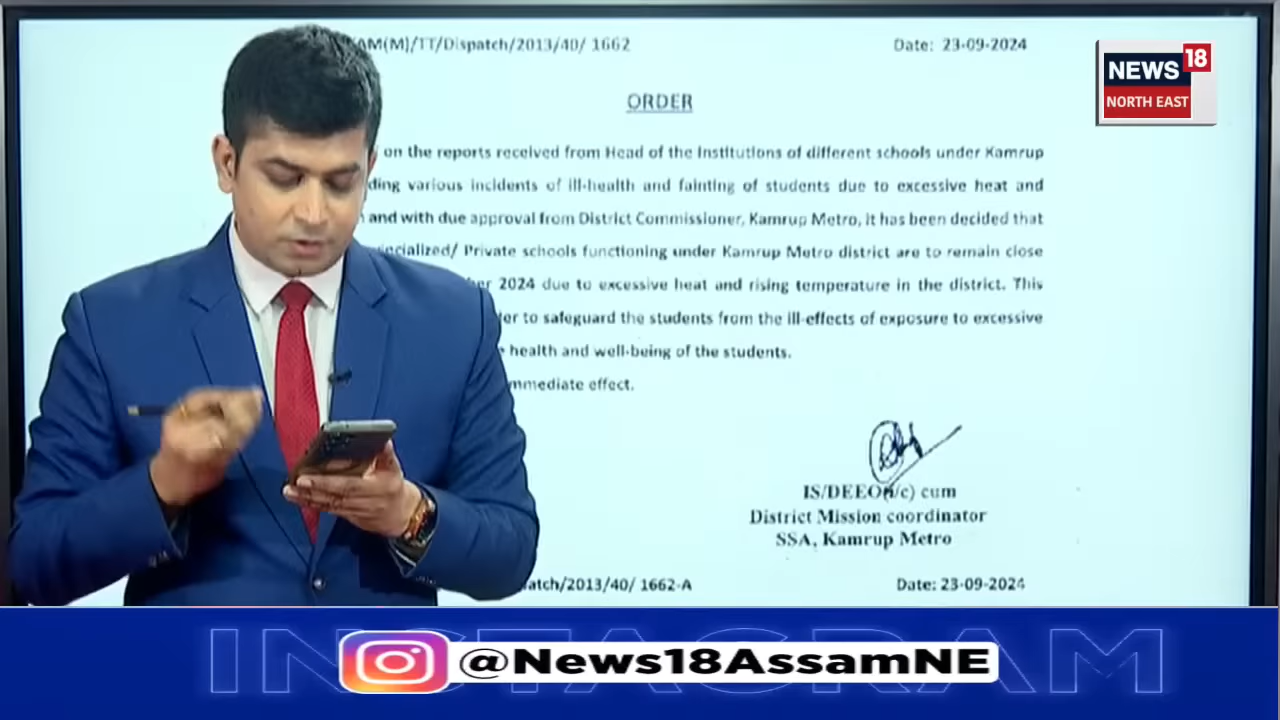 AM(M)/TT/Dispatch/2013/40/ 1662 Date: 23-09-2024
NEWS 18
NORTH EAST
ORDER
on the reports received from Head of the Institutions of different schools under Kamrup
ding various incidents of ill-health and fainting of students due to excessive heat and
and with due approval from District Commissioner, Kamrup Metro, it has been decided that
incialized/ Private schools functioning under Kamrup Metro district are to remain close
er 2024 due to excessive heat and rising temperature in the district. This
er to safeguard the students from the ill-effects of exposure to excessive
health and well-being of the students.
mmediate effect.
IS/DEEO(i/c) cum
District Mission coordinator
SSA, Kamrup Metro
atch/2013/40/ 1662-A Date: 23-09-2024
INSTAGRAM
@News18AssamNE